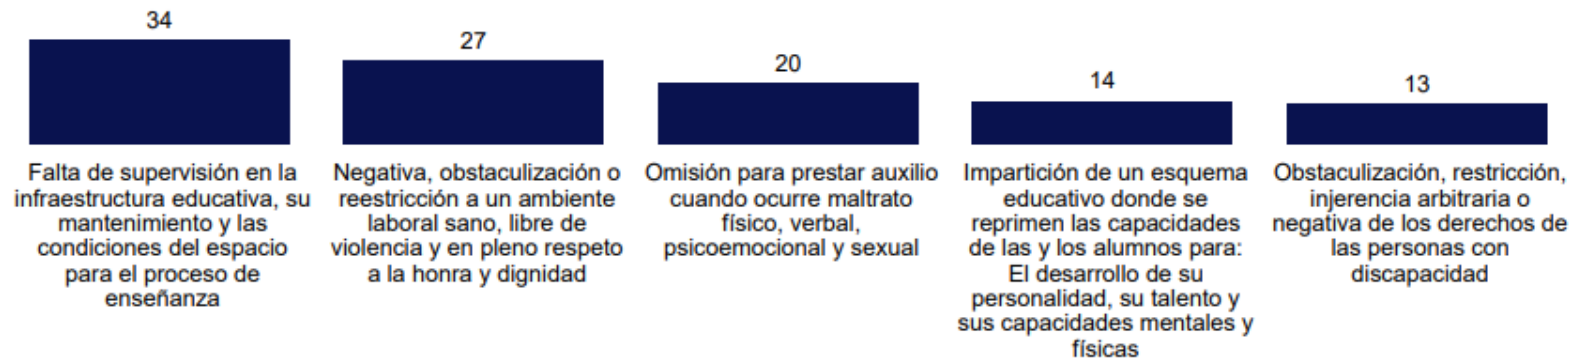 34
27
20
14
13
Falta de supervisión en la
infraestructura educativa, su
mantenimiento y las
condiciones del espacio
para el proceso de
enseñanza
Negativa, obstaculización o
reestricción a un ambiente
laboral sano, libre de
violencia y en pleno respeto
a la honra y dignidad
Omisión para prestar auxilio
cuando ocurre maltrato
físico, verbal,
psicoemocional y sexual
Impartición de un esquema
educativo donde se
reprimen las capacidades
de las y los alumnos para:
El desarrollo de su
personalidad, su talento y
sus capacidades mentales y
físicas
Obstaculización, restricción,
injerencia arbitraria o
negativa de los derechos de
las personas con
discapacidad